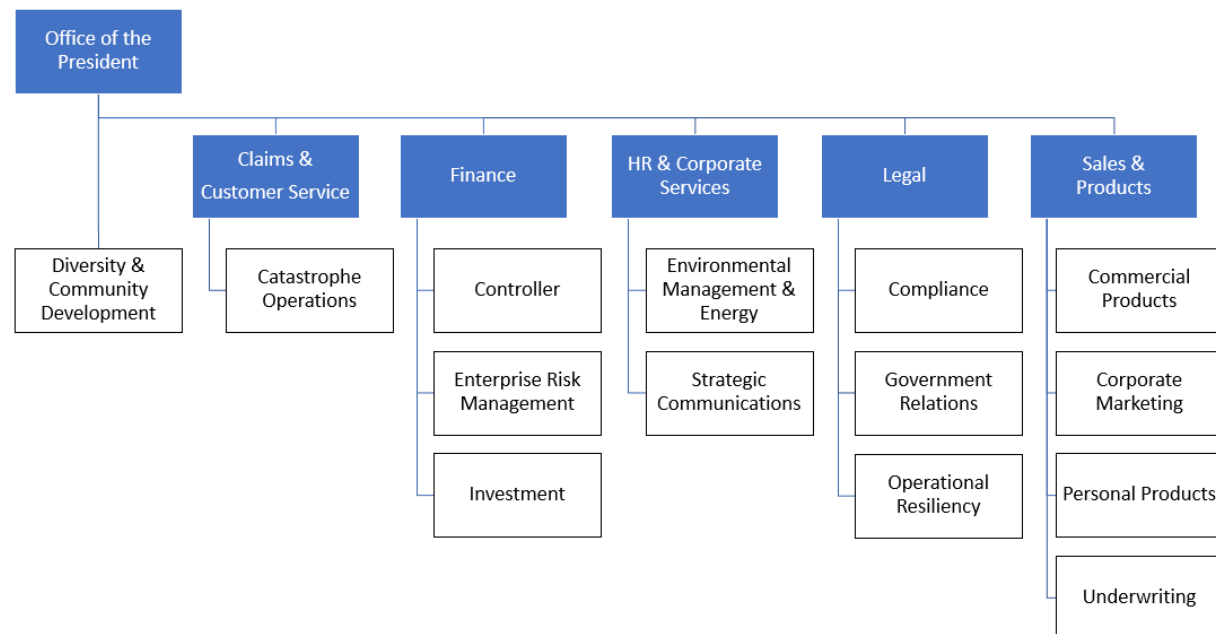 Office of the
President
Claims &
Customer Service
Finance
HR & Corporate
Services
Legal
Sales &
Products
Diversity &
Community
Development
Catastrophe
Operations
Controller
Enterprise Risk
Management
Investment
Environmental
Management &
Energy
Strategic
Communications
Compliance
Government
Relations
Operational
Resiliency
Commercial
Products
Corporate
Marketing
Personal Products
Underwriting